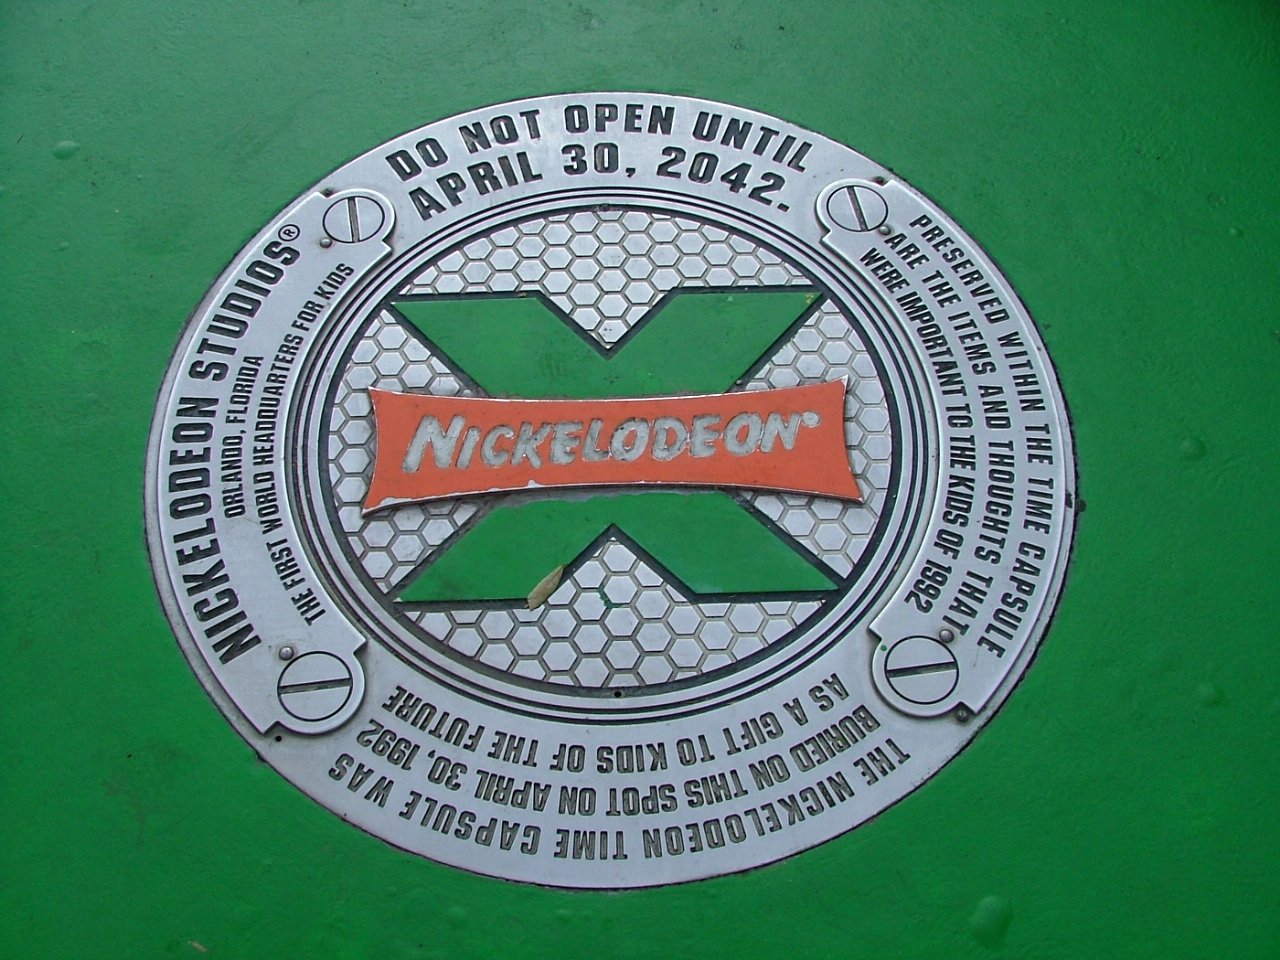 DO NOT OPEN UNTIL
APRIL 30, 2042.
PRESERVED WITHIN THE TIME CAPSULE
ARE THE ITEMS AND THOUGHTS THAT
WERE IMPORTANT TO THE KIDS OF 1992
THE NICKELODEON TIME CAPSULE WAS
BURIED ON THIS SPOT ON APRIL 30, 1992
AS A GIFT TO KIDS OF THE FUTURE
NICKELODEON STUDIOS®
ORLANDO, FLORIDA
THE FIRST WORLD HEADQUARTERS FOR KIDS
NICKELODEON®